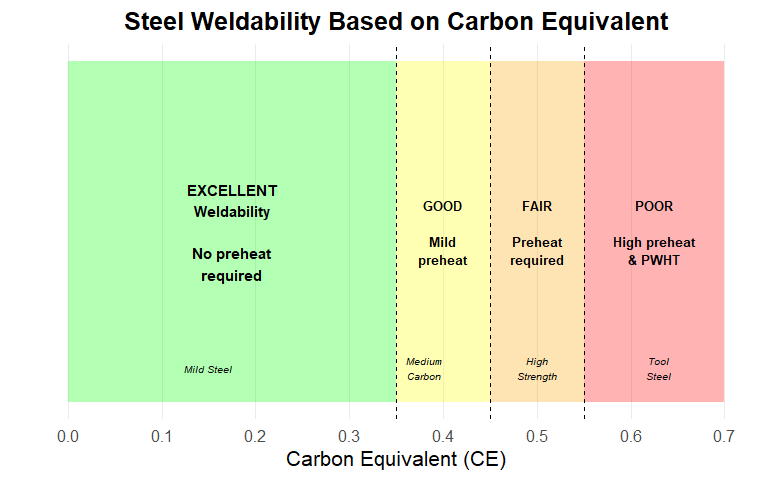 Steel Weldability Based on Carbon Equivalent
EXCELLENT
Weldability
No preheat
required
GOOD
Mild
preheat
FAIR
Preheat
required
POOR
High preheat
& PWHT
Mild Steel
Medium
Carbon
High
Strength
Tool
Steel
0.0 0.1 0.2 0.3 0.4 0.5 0.6 0.7
Carbon Equivalent (CE)